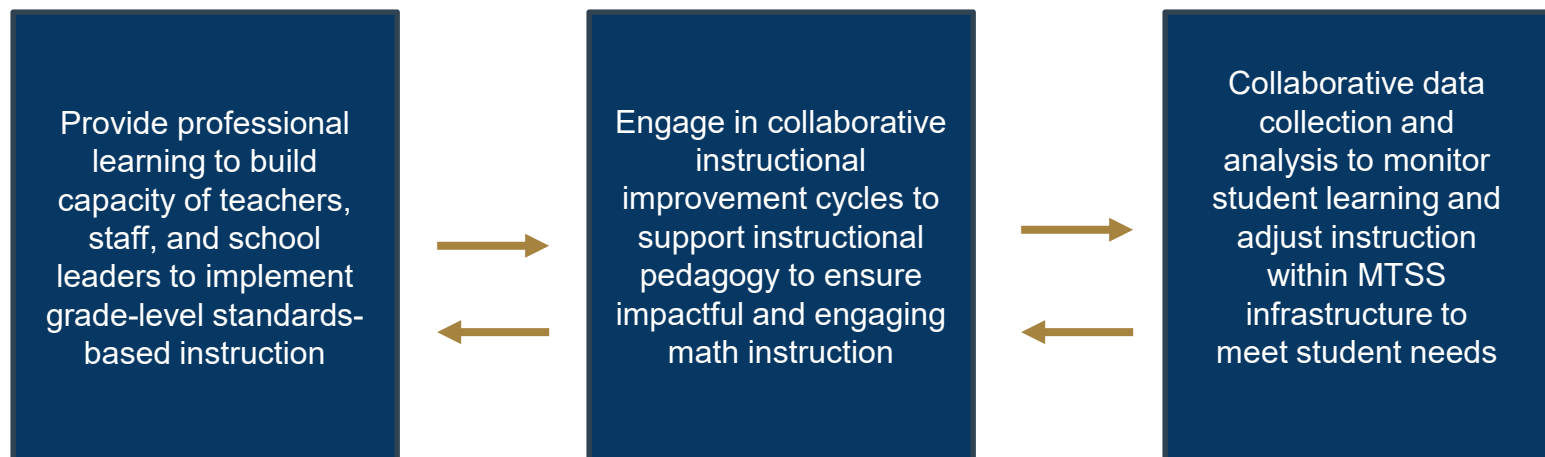 Provide professional
learning to build
capacity of teachers,
staff, and school
leaders to implement
grade-level standards-
based instruction
Engage in collaborative
instructional
improvement cycles to
support instructional
pedagogy to ensure
impactful and engaging
math instruction
Collaborative data
collection and
analysis to monitor
student learning and
adjust instruction
within MTSS
infrastructure to
meet student needs